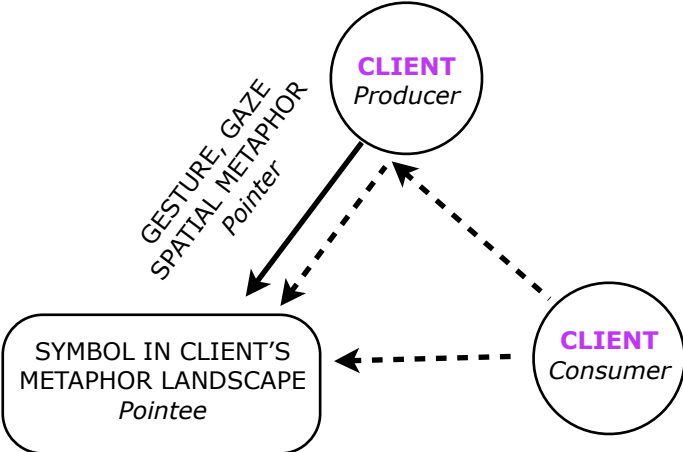 CLIENT
Producer
GESTURE, GAZE
SPATIAL METAPHOR
Pointer
SYMBOL IN CLIENT’S
METAPHOR LANDSCAPE
Pointee
CLIENT
Consumer